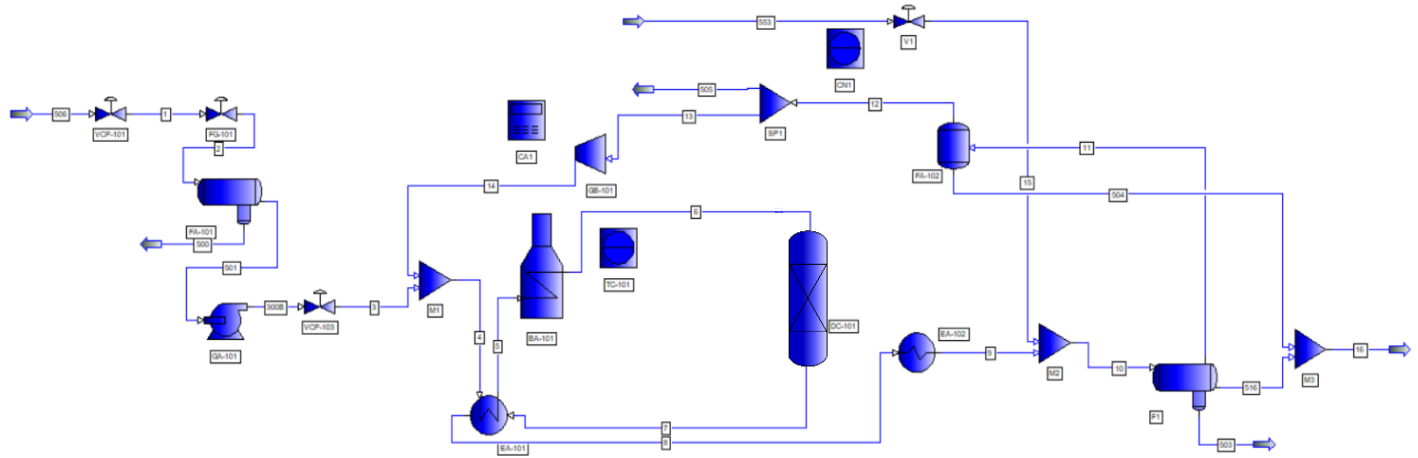 553
V1
CN1
505
12
SP1
506
1
VCP-101
FG-101
2
13
CA1
GB-101
11
FA-102
15
504
14
FA-101
500
6
TC-101
501
300B
3
VCP-103
GA-101
M1
BA-101
4
5
DC-101
EA-102
9
M2
10
M3
16
516
F1
7
8
EA-101
503